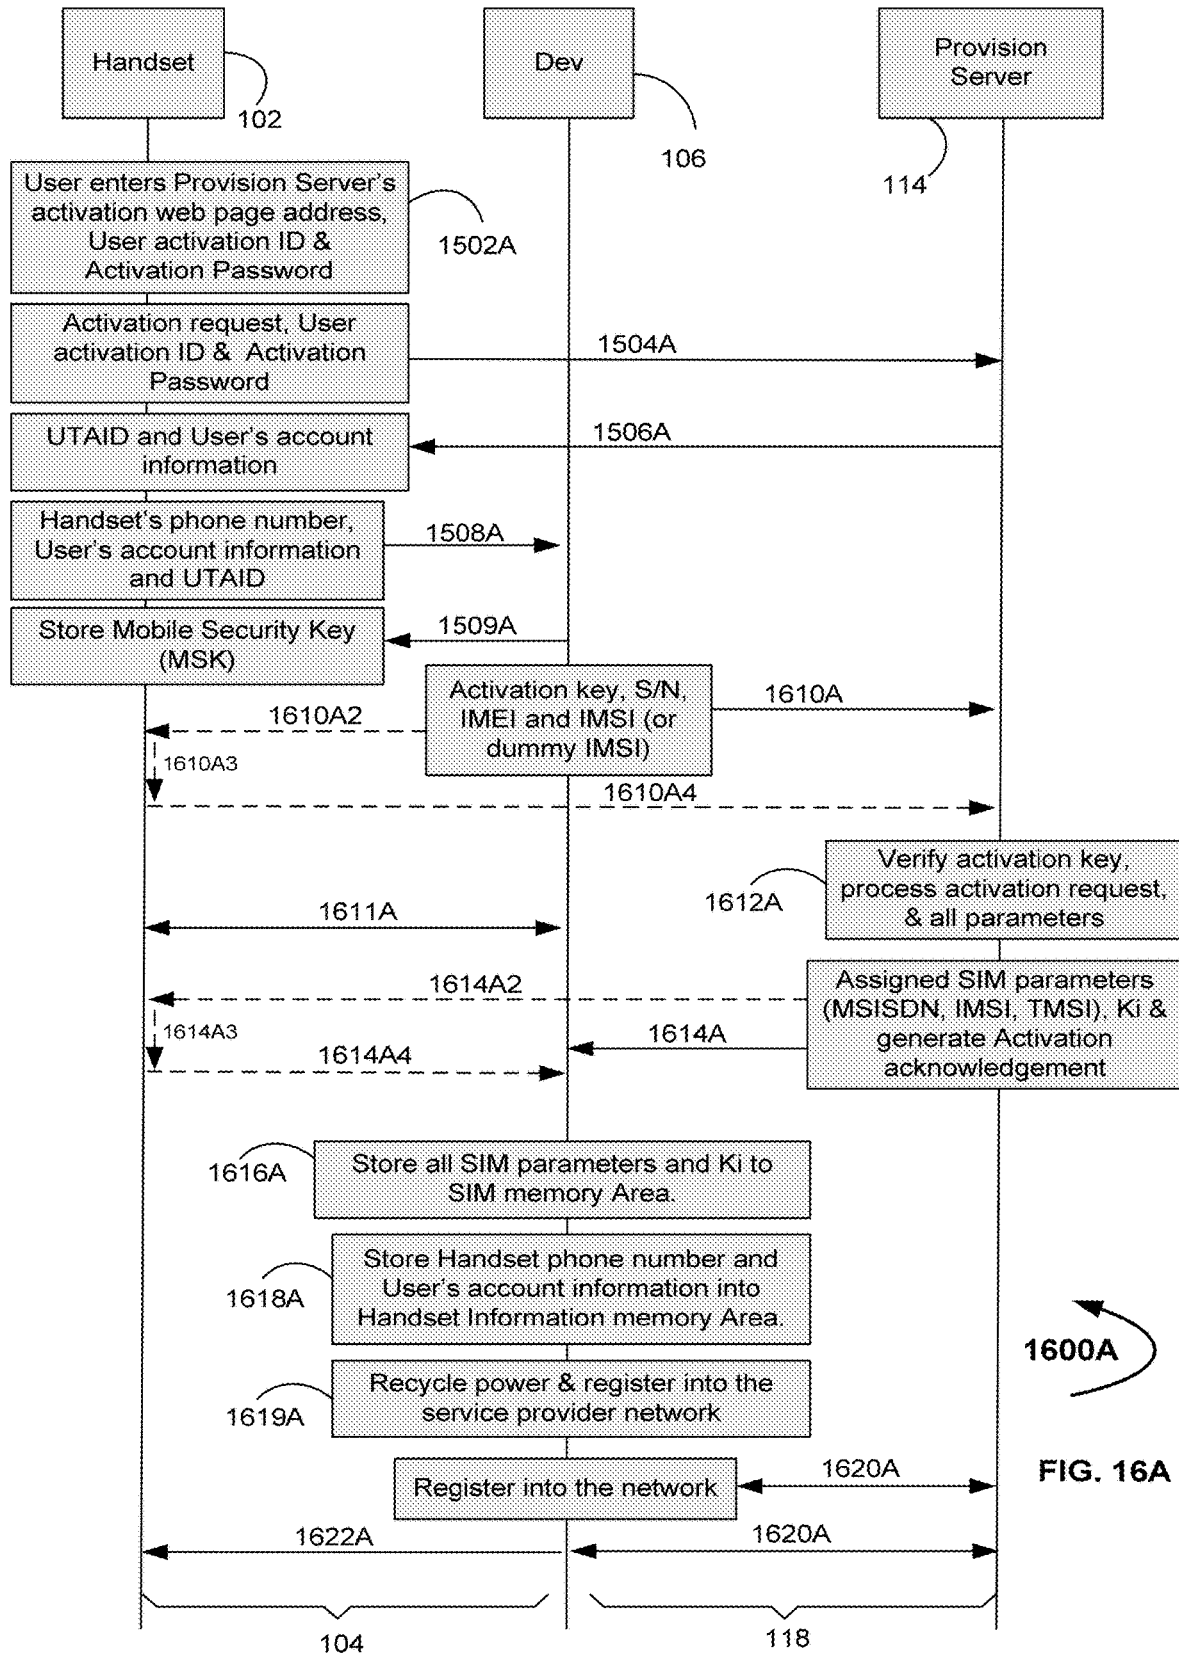 Handset
Dev
Provision
Server
102
106
114
User enters Provision Server's
activation web page address,
User activation ID &
Activation Password
1502A
Activation request, User
activation ID & Activation
Password
1504A
UTAID and User's account
information
1506A
Handset's phone number,
User's account information
and UTAID
1508A
Store Mobile Security Key
(MSK)
1509A
Activation key, S/N,
IMEI and IMSI (or
dummy IMSI)
1610A
1610A2
1610A3
1610A4
Verify activation key,
process activation request,
& all parameters
1612A
1611A
Assigned SIM parameters
(MSISDN, IMSI, TMSI), Ki &
generate Activation
acknowledgement
1614A2
1614A3
1614A
1614A4
Store all SIM parameters and Ki to
SIM memory Area.
1616A
Store Handset phone number and
User's account information into
Handset Information memory Area.
1618A
1600A
Recycle power & register into the
service provider network
1619A
Register into the network
1620A
FIG. 16A
1622A
1620A
104
118